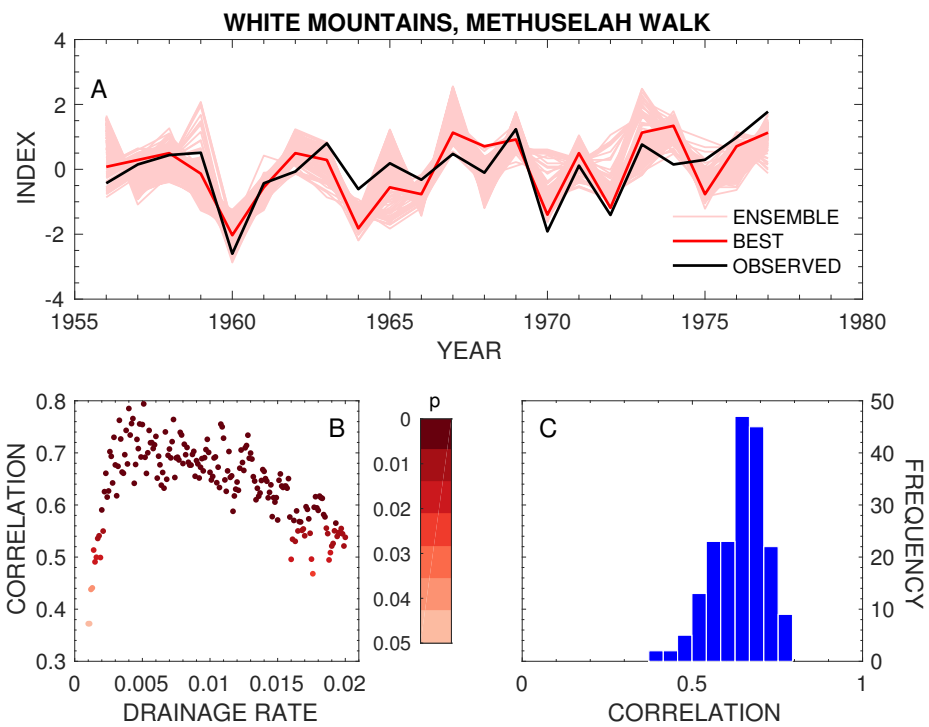 WHITE MOUNTAINS, METHUSELAH WALK
4
2
0
-2
-4
INDEX
A
ENSEMBLE
BEST
OBSERVED
1955 1960 1965 1970 1975 1980
YEAR
0.8
0.7
0.6
0.5
0.4
0.3
CORRELATION
B
0 0.005 0.01 0.015 0.02
DRAINAGE RATE
p
0
0.01
0.02
0.03
0.04
0.05
C
50
40
30
20
10
0
FREQUENCY
0 0.5 1
CORRELATION